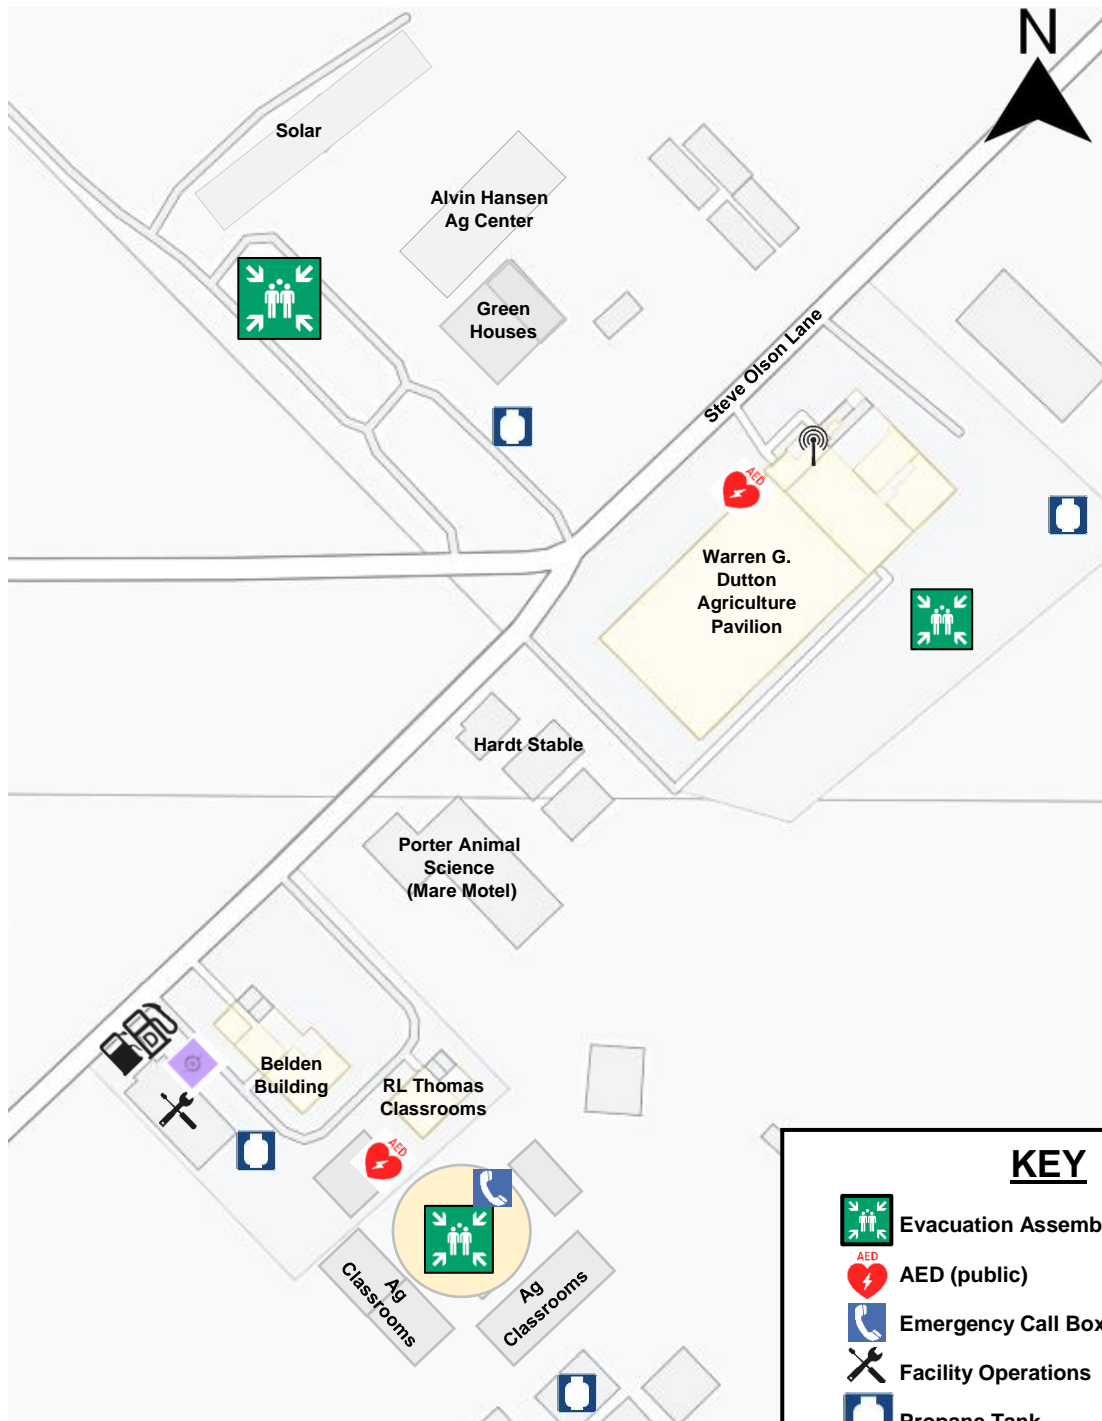 N
Solar
Alvin Hansen
Ag Center
Green
Houses
Steve Olson Lane
AED
Warren G.
Dutton
Agriculture
Pavilion
Hardt Stable
Porter Animal
Science
(Mare Motel)
D
Belden
Building
RL Thomas
Classrooms
AED
Ag
Classrooms
Ag
Classrooms
KEY
Evacuation Assemb
AED
AED (public)
Emergency Call Box
Facility Operations
Propane Tank